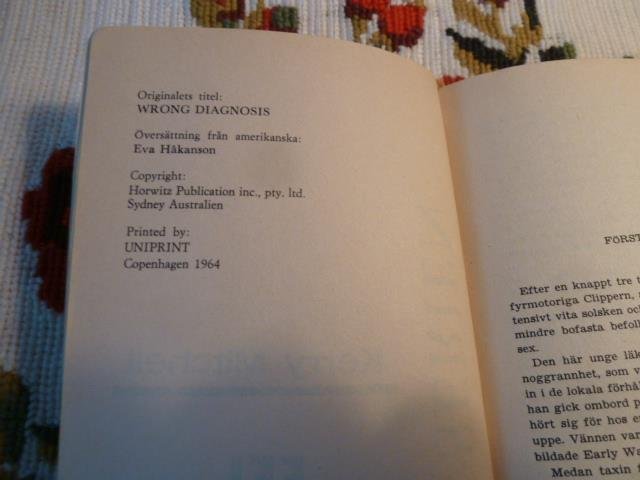 Originalets titel:
WRONG DIAGNOSIS
Översättning från amerikanska:
Eva Håkanson
Copyright:
Horwitz Publication inc., pty. ltd.
Sydney Australien
Printed by:
UNIPRINT
Copenhagen 1964
FÖRST
Efter en knappt tre t
fyrmotoriga Clippern, s
tensivt vita solsken och
mindre bofasta befolk
sex.
Den här unge läk
noggrannhet, som v
in i de lokala förhål
han gick ombord p
hört sig för hos en
uppe. Vännen var
bildade Early Wa
Medan taxin f